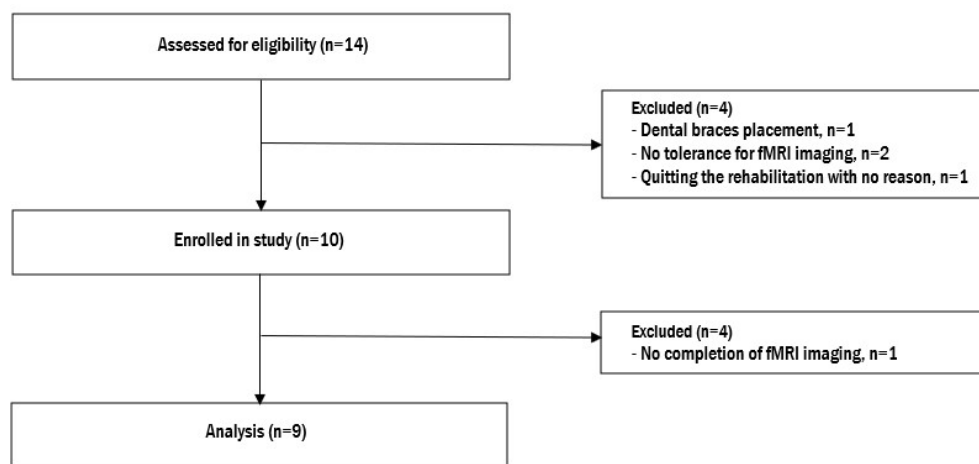 Assessed for eligibility (n=14)
Excluded (n=4)
- Dental braces placement, n=1
- No tolerance for fMRI imaging, n=2
- Quitting the rehabilitation with no reason, n=1
Enrolled in study (n=10)
Excluded (n=4)
- No completion of fMRI imaging, n=1
Analysis (n=9)